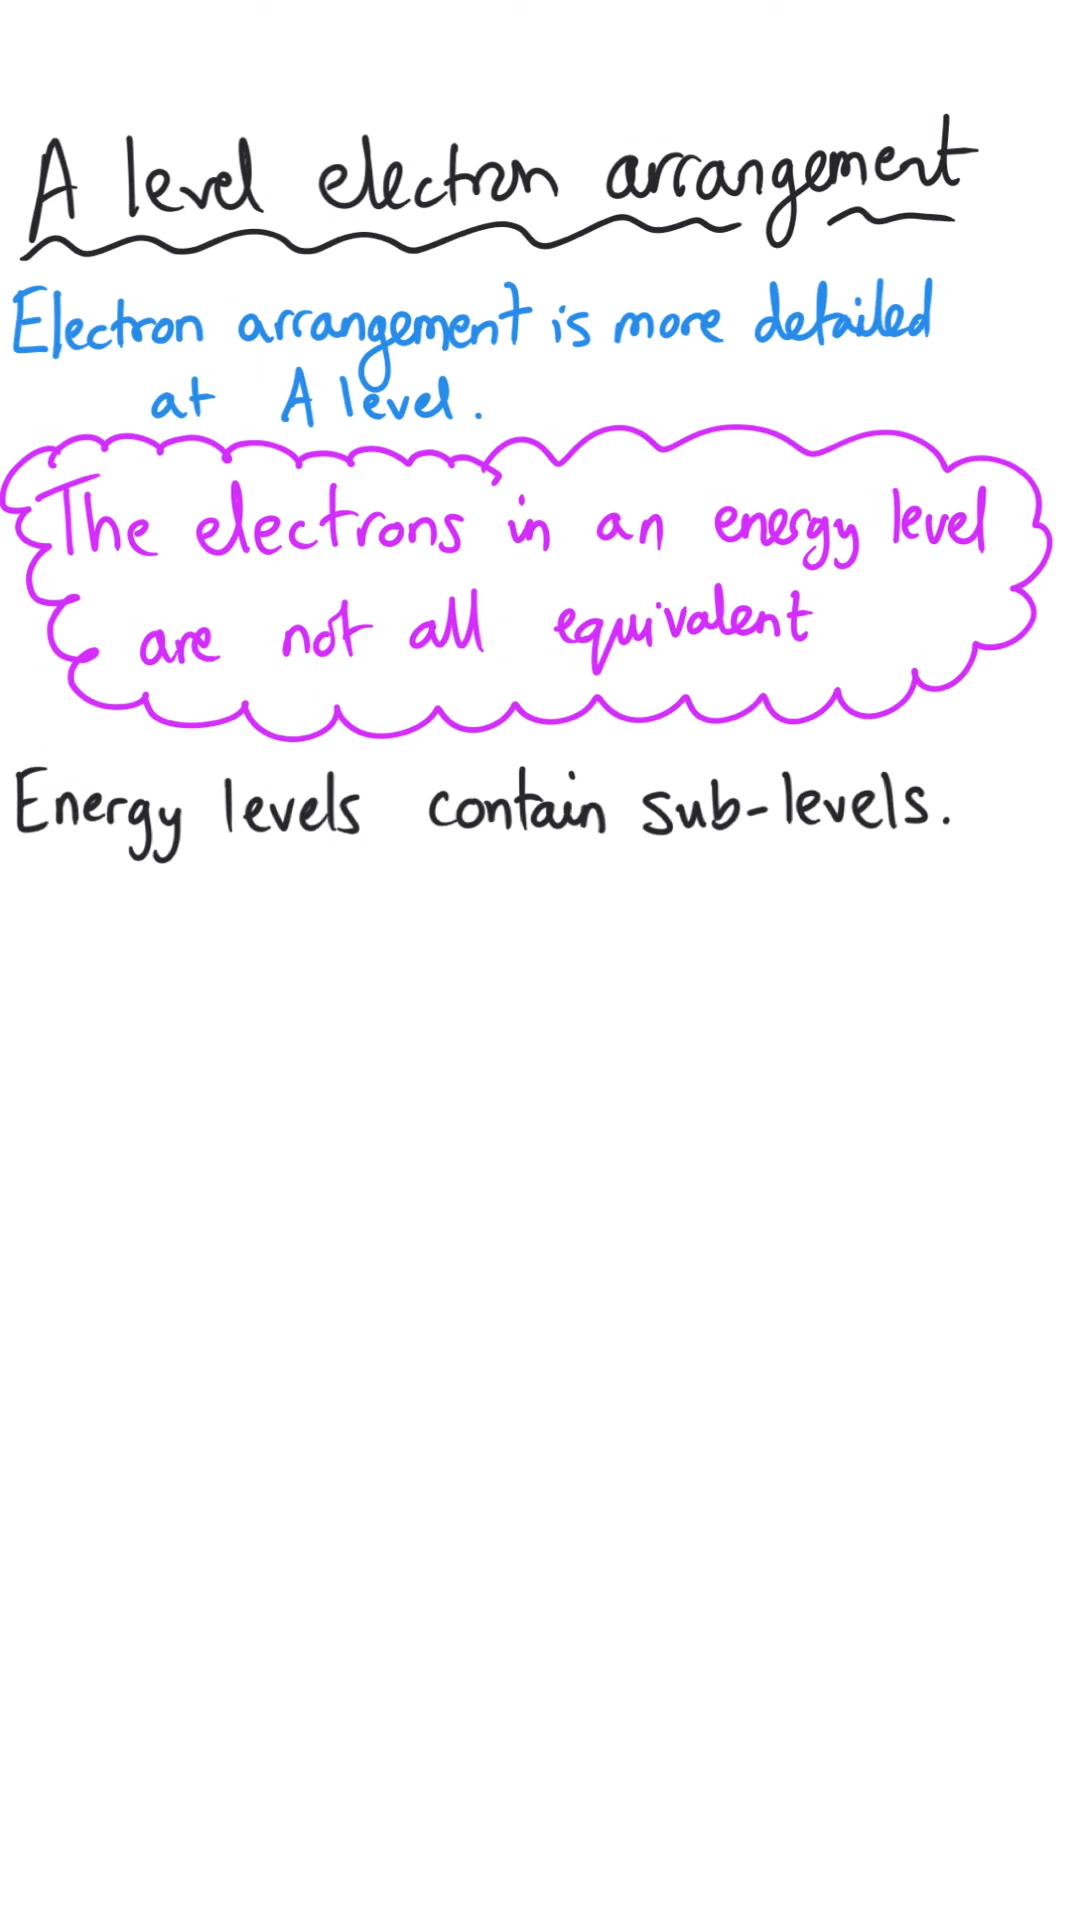 A level electron arrangement
Electron arrangement is more detailed
at A level.
The electrons in an energy level
are not all equivalent
Energy levels contain sub-levels.